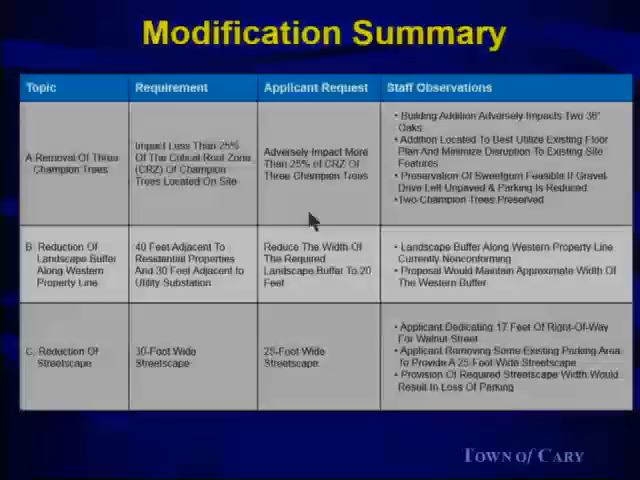 Modification Summary
Topic
Requirement
Applicant Request
Staff Observations
A.Removal Of Three
Champion Trees
Impact Less Than 25%
Of The Critical Root Zone
(CRZ) Of Champion
Trees Located On Site
Adversely Impact More
Than 25% of CRZ Of
Three Champion Trees
• Building Addition Adversely Impacts Two 38"
Oaks
• Addition Located To Best Utilize Existing Floor
Plan And Minimize Disruption To Existing Site
Features
• Preservation Of Sweetgum Feasible If Gravel
Drive Left Unpaved & Parking Is Reduced
•Two Champion Trees Preserved
B. Reduction Of
Landscape Buffer
Along Western
Property Line
40 Feet Adjacent To
Residential Properties
And 30 Feet Adjacent to
Utility Substation
Reduce The Width Of
The Required
Landscape Buffer To 20
Feet
• Landscape Buffer Along Western Property Line
Currently Nonconforming
• Proposal Would Maintain Approximate Width Of
The Western Buffer
C. Reduction Of
Streetscape
30-Foot Wide
Streetscape
25-Foot Wide
Streetscape
• Applicant Dedicating 17 Feet Of Right-Of-Way
For Walnut Street
• Applicant Removing Some Existing Parking Area
To Provide A 25-Foot Wide Streetscape
• Provision Of Required Streetscape Width Would
Result In Loss Of Parking
TOWN of CARY